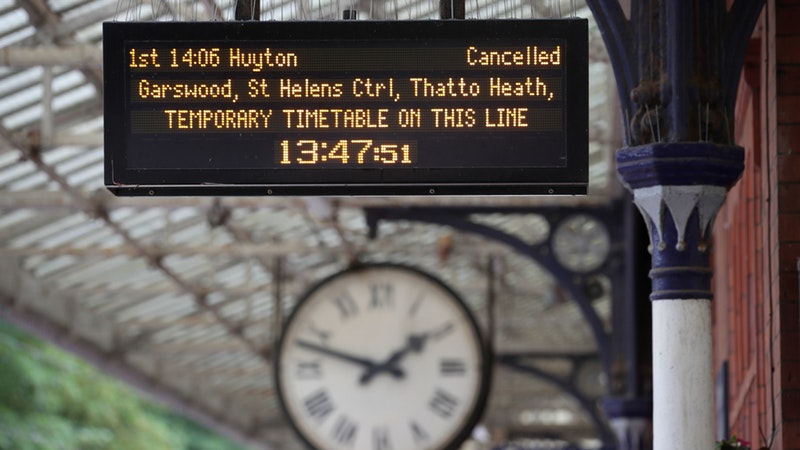 1st 14:06 Huyton Cancelled
Garswood, St Helens Ctrl, Thatto Heath,
TEMPORARY TIMETABLE ON THIS LINE
13:47:51